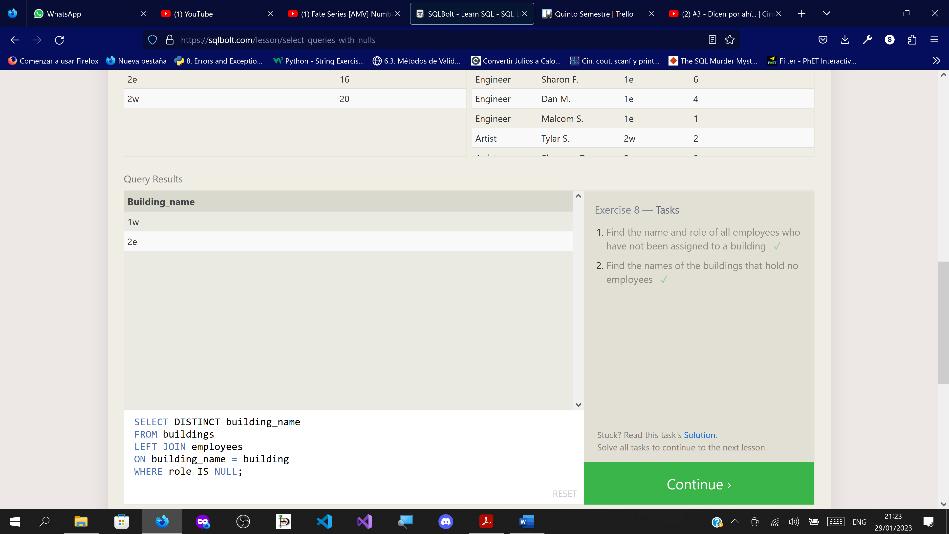 WhatsApp
(1) YouTube
(1) Fate Series [AMV] Numb
SQLBolt - Learn SQL - SQL L
Quinto Semestre | Trello
(2) #3 - Dicen por ahí... | Cin
https://sqlbolt.com/lesson/select_queries_with_nulls
Comenzar a usar Firefox
Nueva pestaña
8. Errors and Exceptio...
Python - String Exercis...
6.3. Métodos de Valid...
Convertir Julios a Calo...
Cin, cout, scanf y print...
The SQL Murder Myst...
Filter - PhET Interactiv...
2e 16
2w 20
Engineer Sharon F. 1e 6
Engineer Dan M. 1e 4
Engineer Malcom S. 1e 1
Artist Tylar S. 2w 2
Query Results
Building_name
1w
2e
Exercise 8 — Tasks
1. Find the name and role of all employees who
have not been assigned to a building ✓
2. Find the names of the buildings that hold no
employees ✓
Stuck? Read this task's Solution.
Solve all tasks to continue to the next lesson.
SELECT DISTINCT building_name
FROM buildings
LEFT JOIN employees
ON building_name = building
WHERE role IS NULL;
RESET
Continue ›
ENG
21:23
29/01/2023